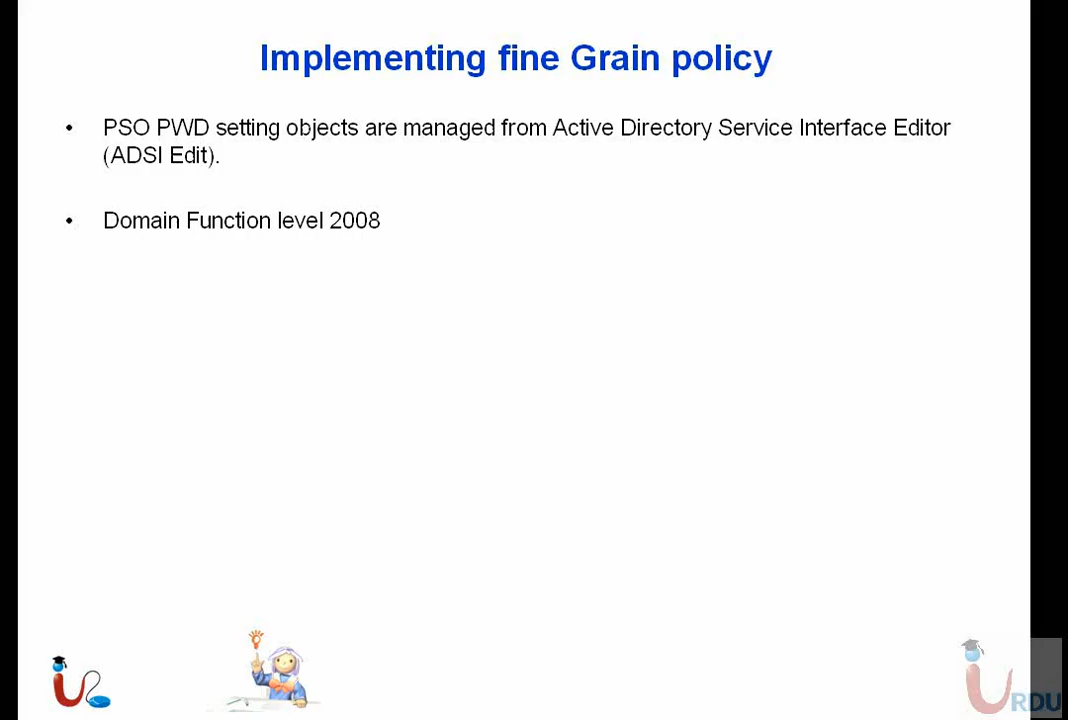 Implementing fine Grain policy
• PSO PWD setting objects are managed from Active Directory Service Interface Editor
(ADSI Edit).
• Domain Function level 2008
URDU